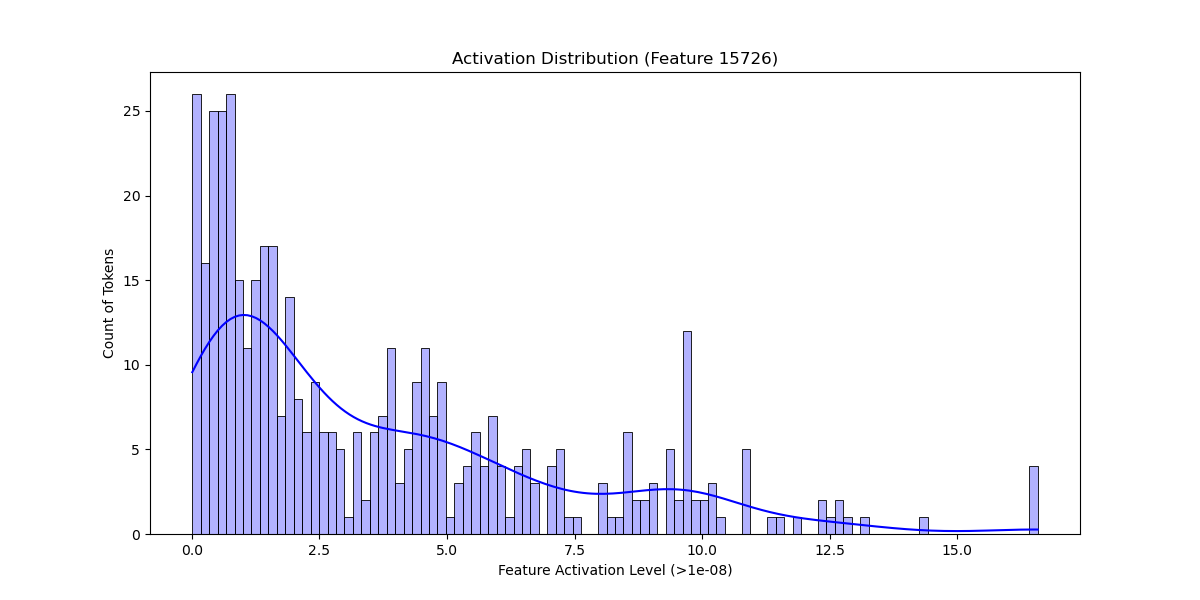 Activation Distribution (Feature 15726)
Count of Tokens
25
20
15
10
5
0
0.0 2.5 5.0 7.5 10.0 12.5 15.0
Feature Activation Level (>1e-08)